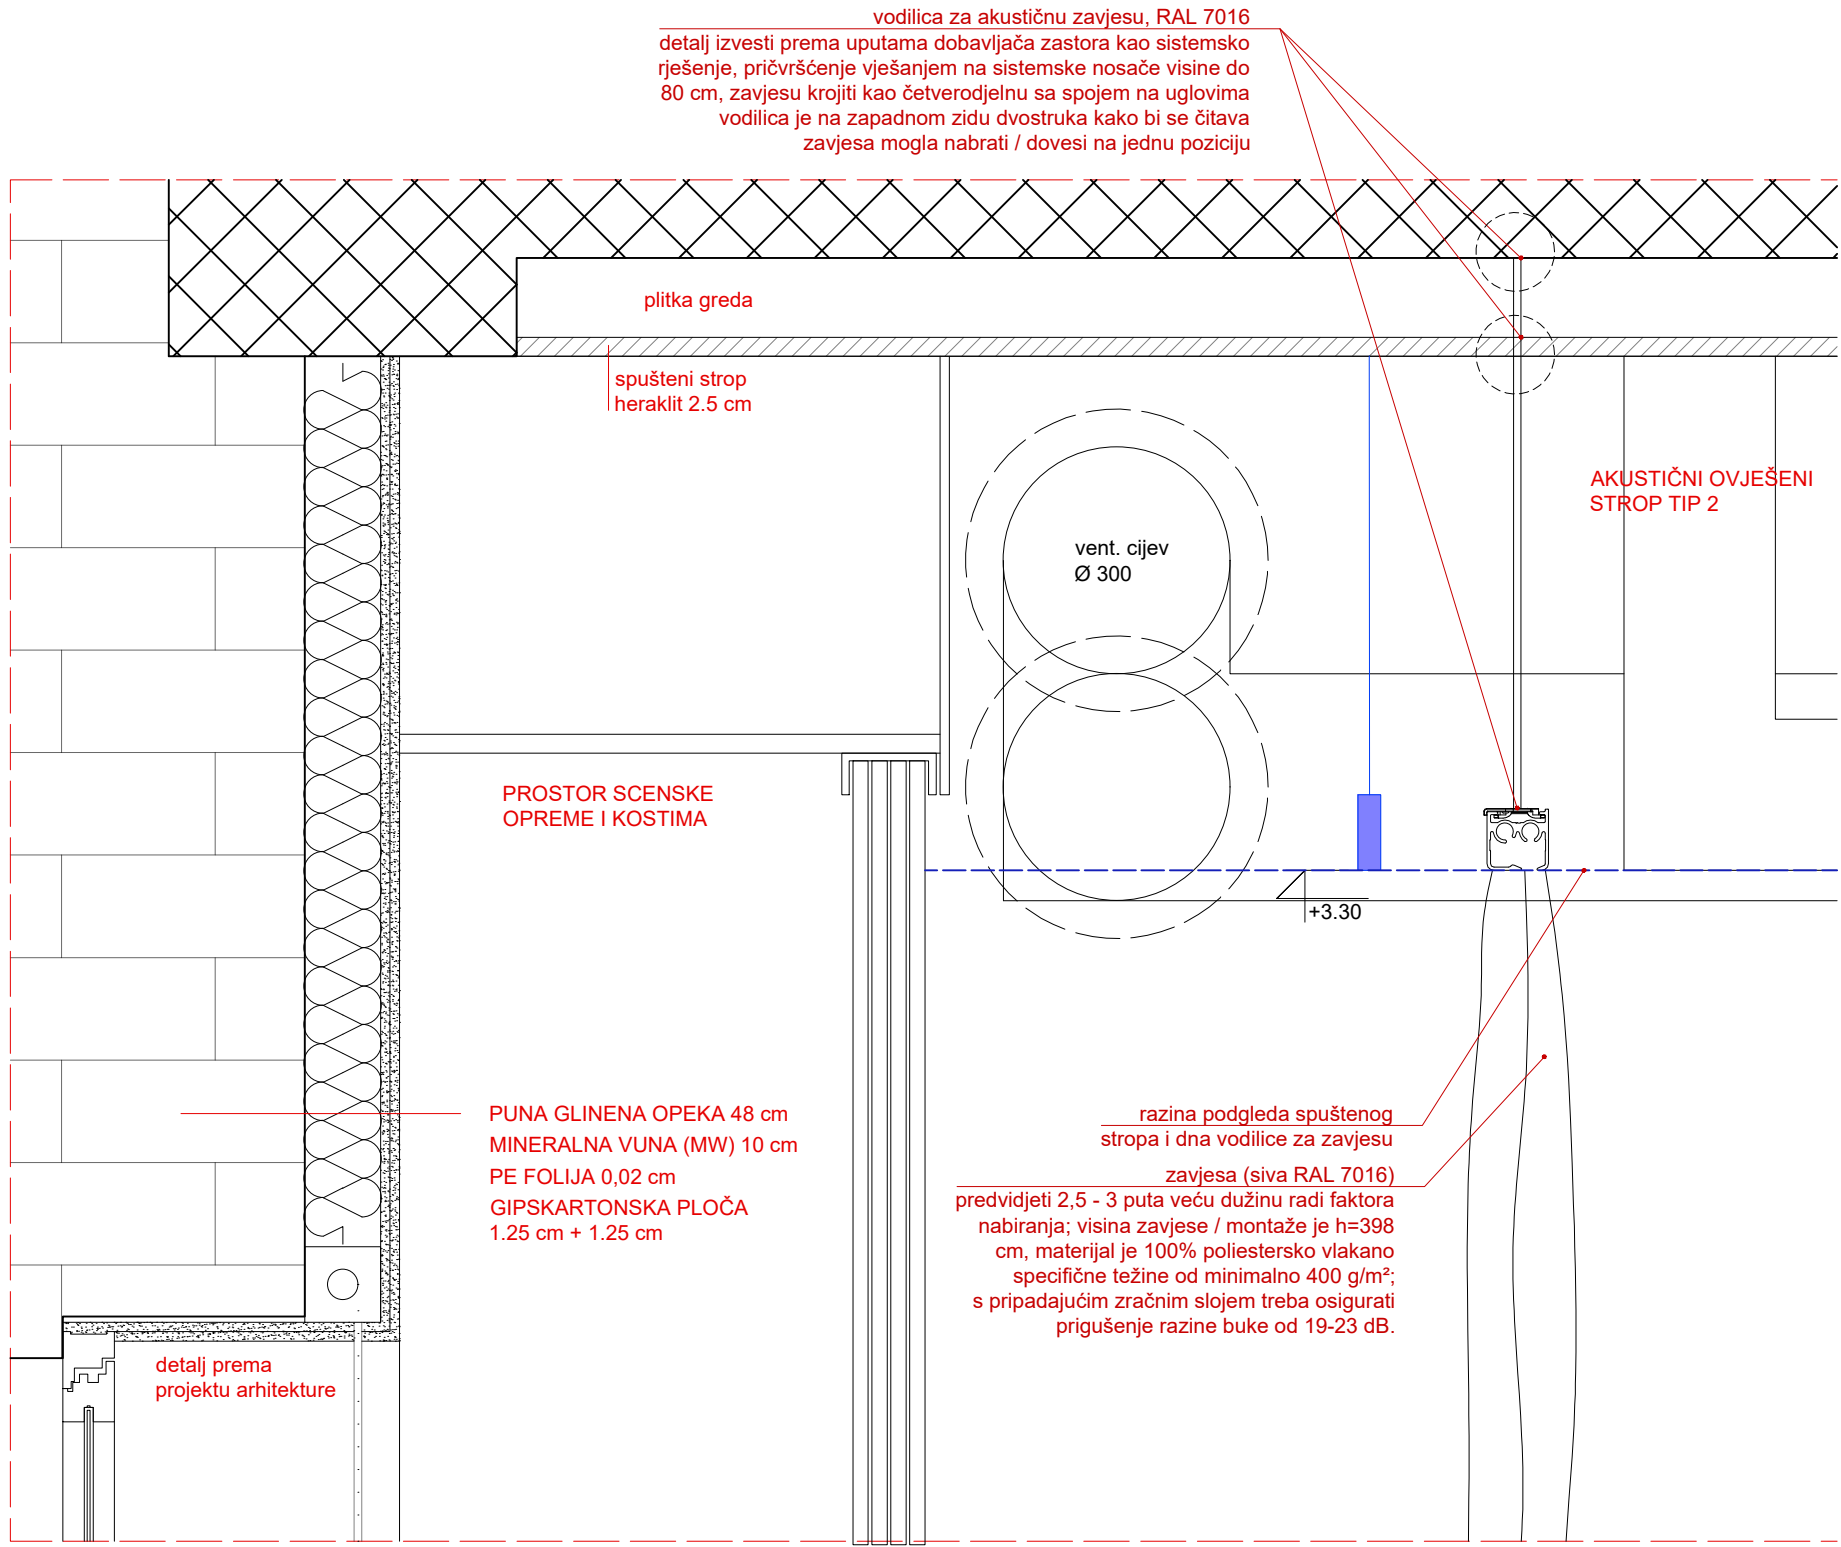 vodilica za akustičnu zavjesu, RAL 7016
detalj izvesti prema uputama dobavljača zastora kao sistemsko
rješenje, pričvršćenje vješanjem na sistemske nosače visine do
80 cm, zavjesu krojiti kao četverodjelnu sa spojem na uglovima
vodilica je na zapadnom zidu dvostruka kako bi se čitava
zavjesa mogla nabrati / dovesi na jednu poziciju
plitka greda
spušteni strop
heraklit 2.5 cm
AKUSTIČNI OVJEŠENI
STROP TIP 2
vent. cijev
Ø 300
PROSTOR SCENSKE
OPREME I KOSTIMA
+3.30
PUNA GLINENA OPEKA 48 cm
MINERALNA VUNA (MW) 10 cm
PE FOLIJA 0,02 cm
GIPSKARTONSKA PLOČA
1.25 cm + 1.25 cm
razina podgleda spuštenog
stropa i dna vodilice za zavjesu
zavjesa (siva RAL 7016)
predvidjeti 2,5 - 3 puta veću dužinu radi faktora
nabiranja; visina zavjese / montaže je h=398
cm, materijal je 100% poliestersko vlakano
specifične težine od minimalno 400 g/m²;
s pripadajućim zračnim slojem treba osigurati
prigušenje razine buke od 19-23 dB.
detalj prema
projektu arhitekture